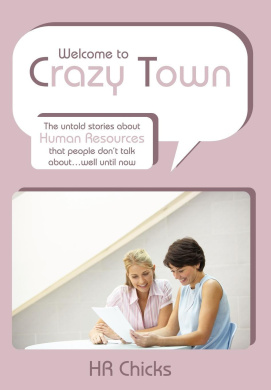 Welcome to
Crazy Town
The untold stories about
Human Resources
that people don't talk
about...well until now
HR Chicks